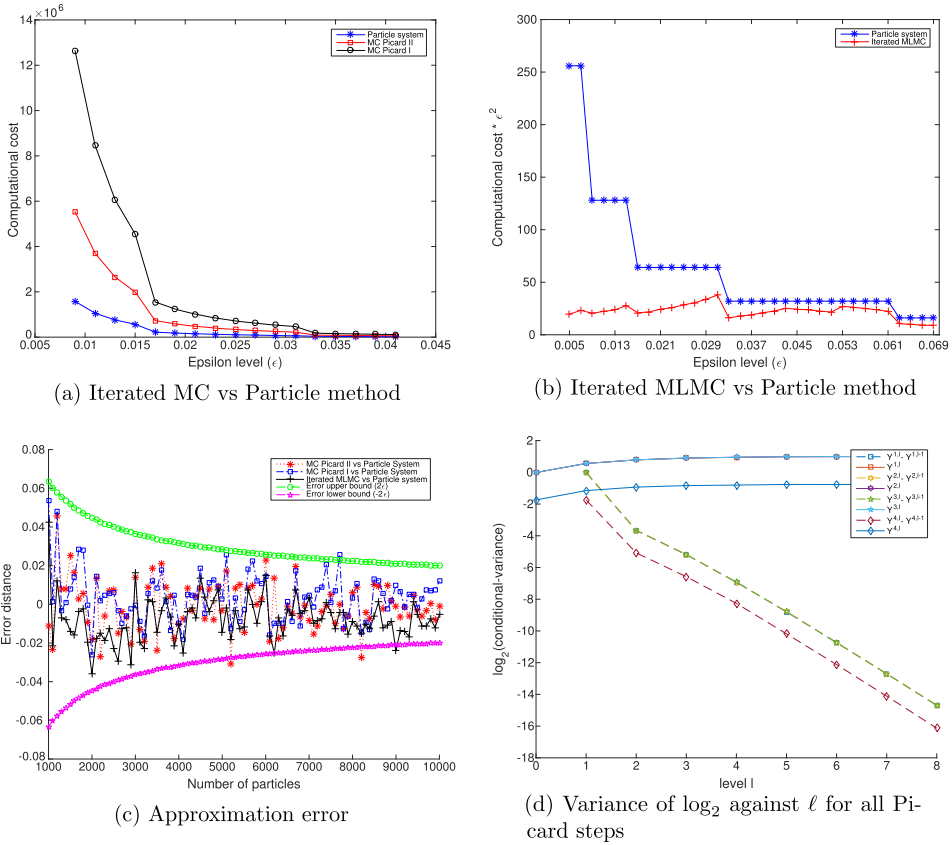 ×10⁶
14
12
10
8
6
4
2
0
Computational cost
0.005 0.01 0.015 0.02 0.025 0.03 0.035 0.04 0.045
Epsilon level (ϵ)
Particle system
MC Picard II
MC Picard I
(a) Iterated MC vs Particle method
300
250
200
150
100
50
0
Computational cost * ϵ²
0.005 0.013 0.021 0.029 0.037 0.045 0.053 0.061 0.069
Epsilon level (ϵ)
Particle system
Iterated MLMC
(b) Iterated MLMC vs Particle method
0.08
0.06
0.04
0.02
0
-0.02
-0.04
-0.06
-0.08
Error distance
1000 2000 3000 4000 5000 6000 7000 8000 9000 10000
Number of particles
MC Picard II vs Particle System
MC Picard I vs Particle System
Iterated MLMC vs Particle system
Error upper bound (2ϵ)
Error lower bound (-2ϵ)
(c) Approximation error
2
0
-2
-4
-6
-8
-10
-12
-14
-16
-18
log₂(conditional-variance)
0 1 2 3 4 5 6 7 8
level l
Y^{1,l} - Y^{1,l-1}
Y^{1,l}
Y^{2,l} - Y^{2,l-1}
Y^{2,l}
Y^{3,l} - Y^{3,l-1}
Y^{3,l}
Y^{4,l} - Y^{4,l-1}
Y^{4,l}
(d) Variance of log₂ against ℓ for all Pi-
card steps